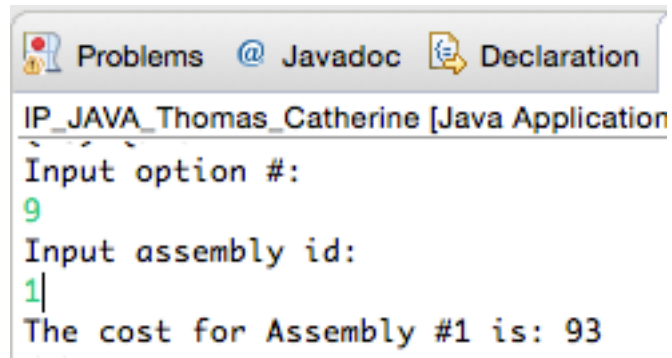 Problems @ Javadoc Declaration
IP_JAVA_Thomas_Catherine [Java Application
Input option #:
9
Input assembly id:
1
The cost for Assembly #1 is: 93